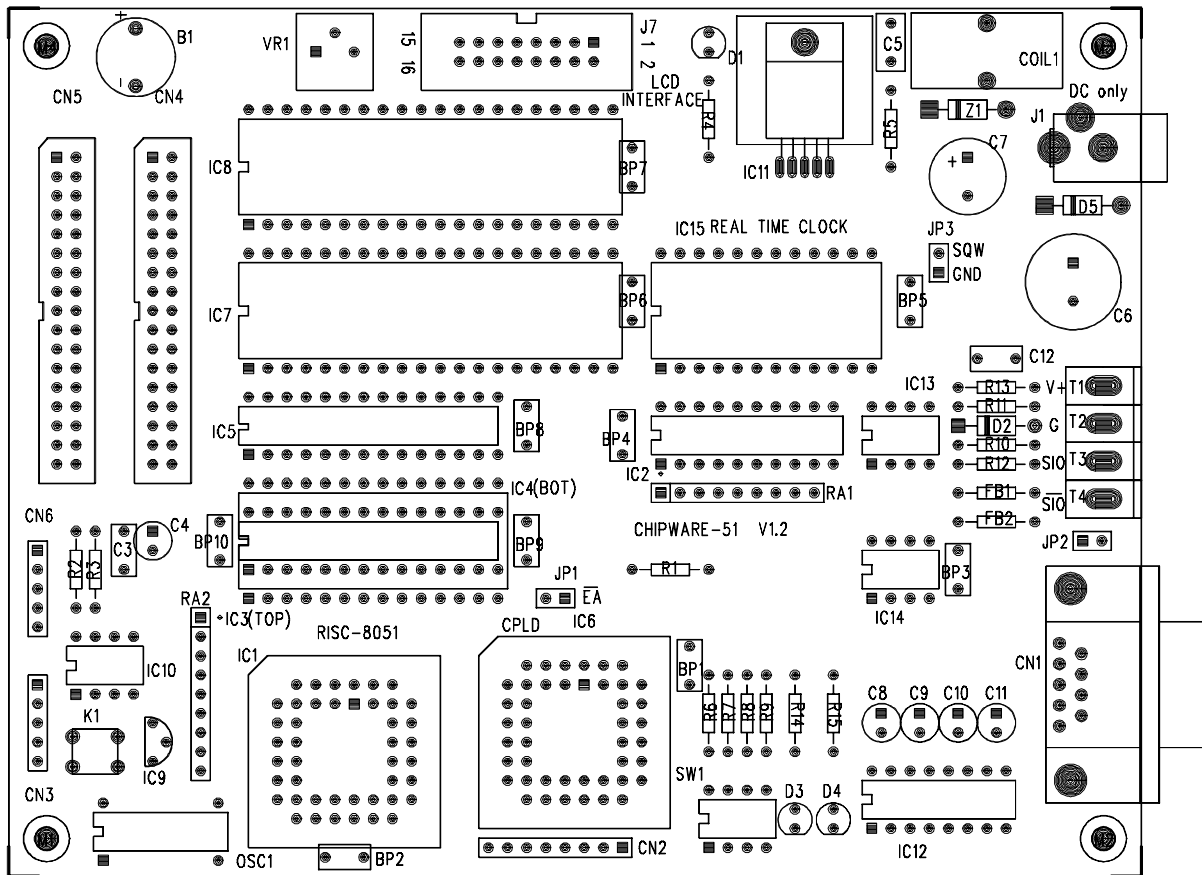 +
B1
-
CN5
CN4
VR1
15
16
J7
1
2
LCD
INTERFACE
D1
R4
IC11
C5
R5
COIL1
Z1
DC only
J1
C7
+
D5
IC8
BP7
IC15 REAL TIME CLOCK
JP3
SQW
GND
IC7
BP6
BP5
C6
C12
IC13
R13
V+
T1
R11
D2
G
T2
R10
R12
SIO
T3
FB1
SIO
T4
FB2
IC5
BP8
BP4
IC2
RA1
IC4(BOT)
CN6
C3
C4
BP10
BP9
CHIPWARE-51 V1.2
JP2
R2
R3
R1
BP3
IC14
JP1
EA
IC6
RA2
IC3(TOP)
RISC-8051
CPLD
IC1
IC10
BP1
CN1
K1
IC9
R7
R8
R14
R15
C8
C9
C10
C11
SW1
D3
D4
CN3
OSC1
BP2
CN2
IC12